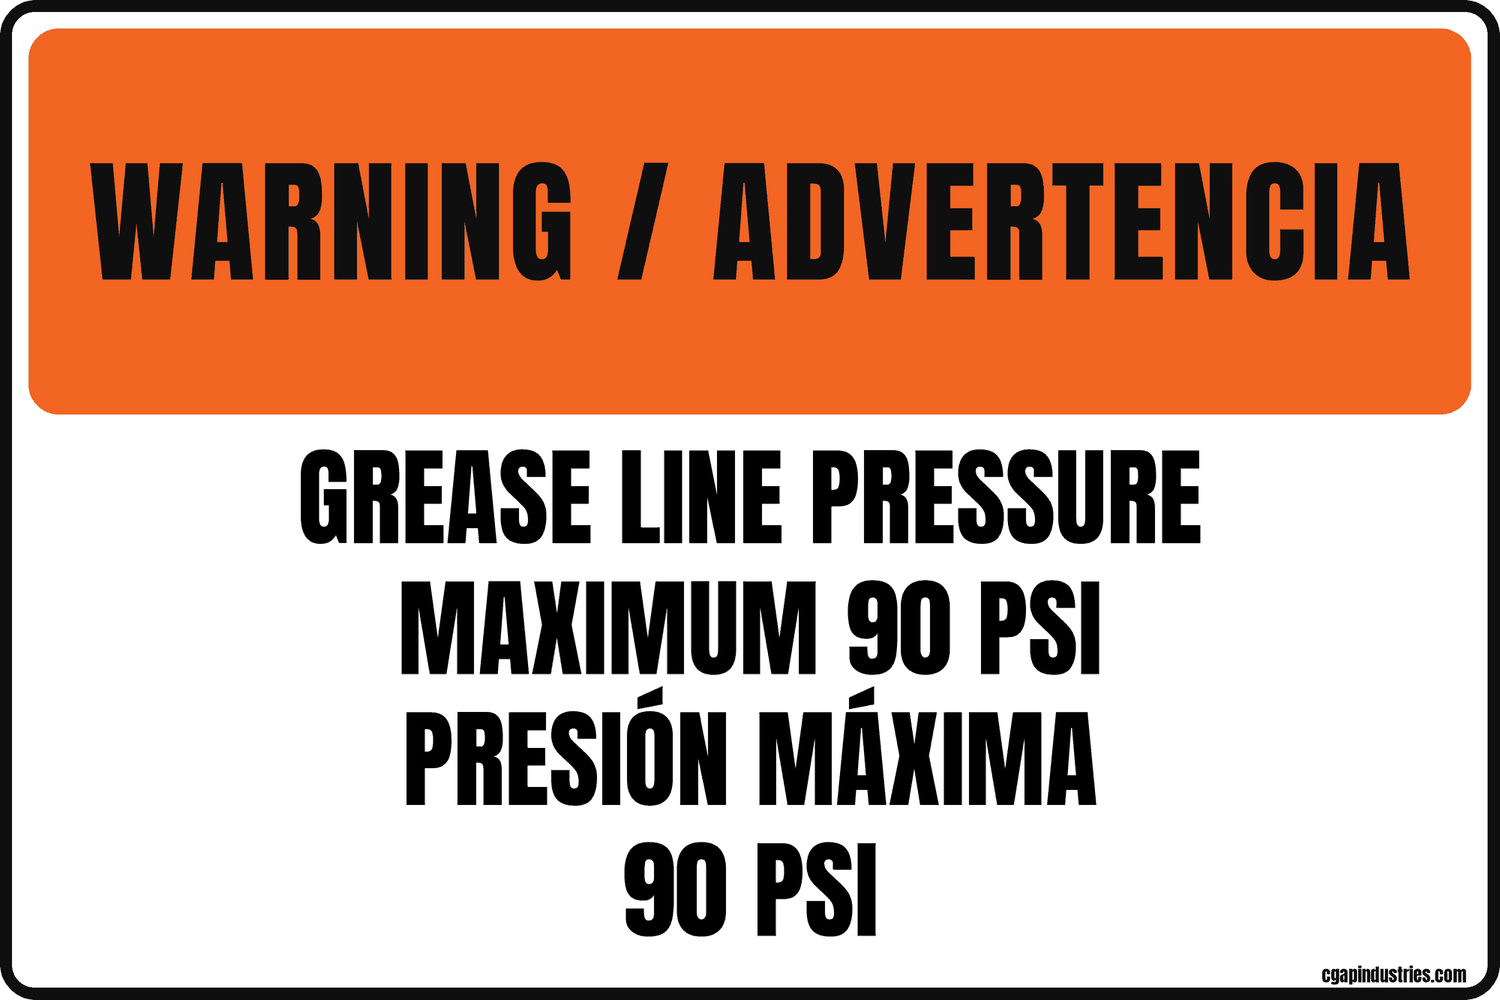 WARNING / ADVERTENCIA
GREASE LINE PRESSURE
MAXIMUM 90 PSI
PRESIÓN MÁXIMA
90 PSI
cgapindustries.com